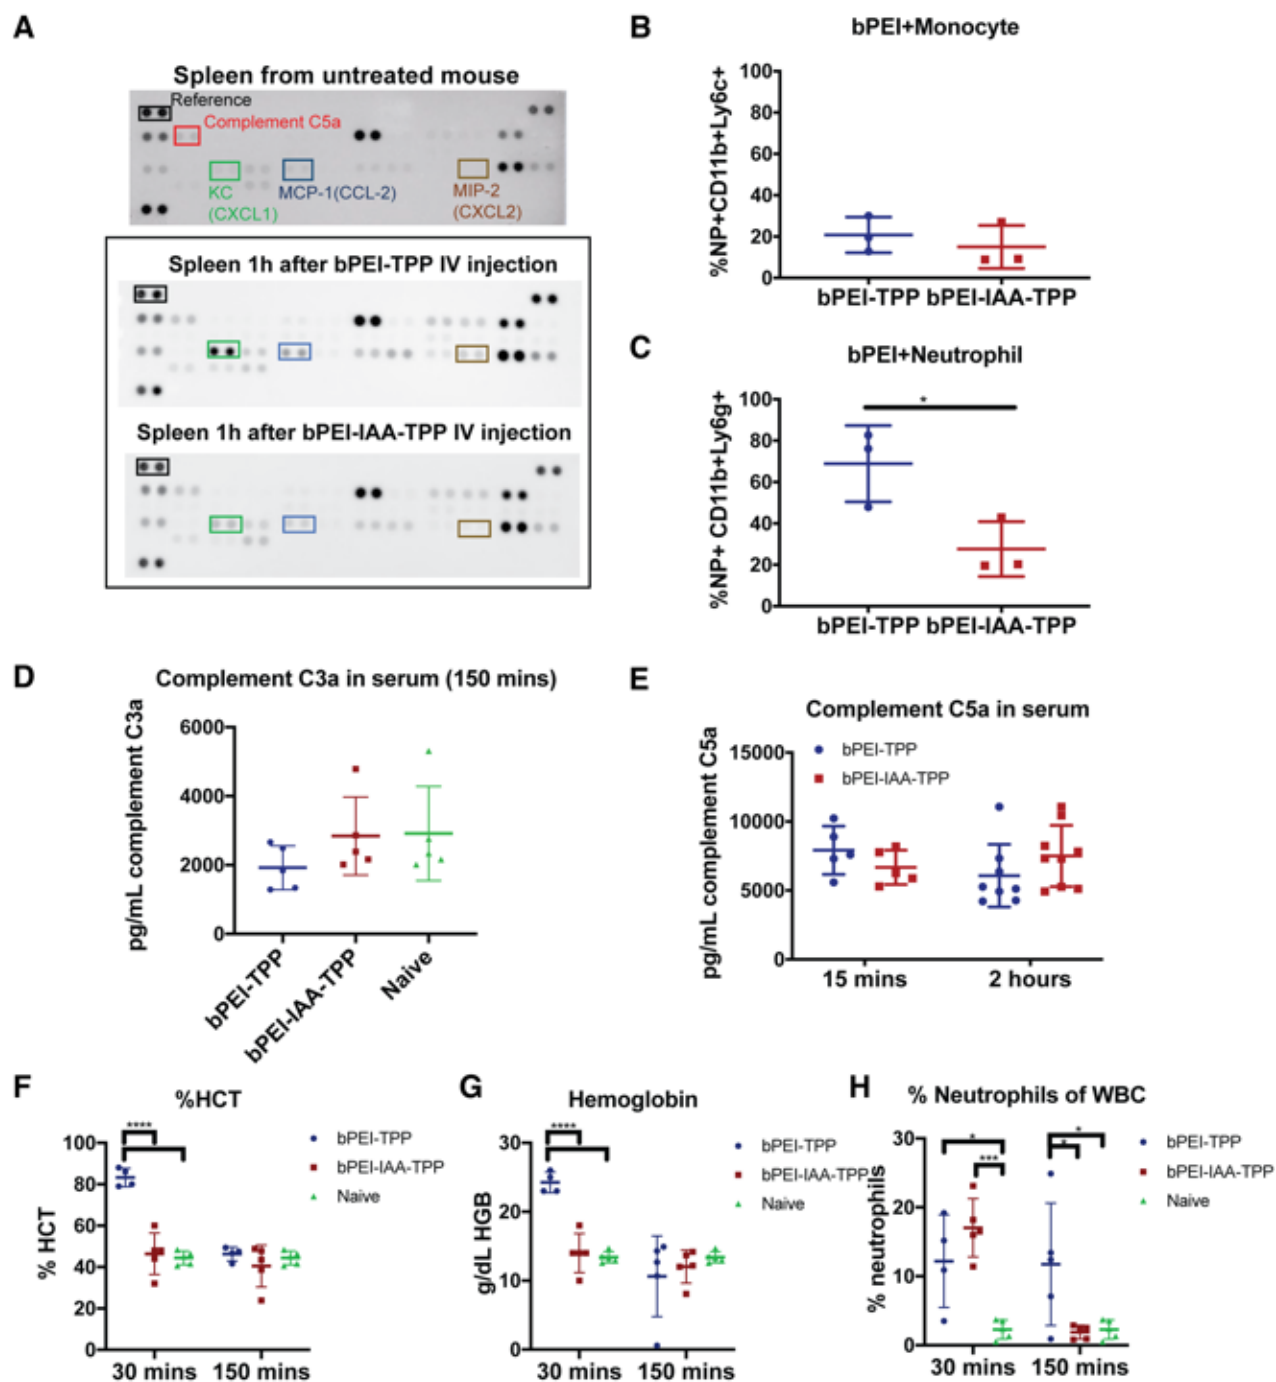 A
Spleen from untreated mouse
Reference
Complement C5a
KC
(CXCL1)
MCP-1(CCL-2)
MIP-2
(CXCL2)
Spleen 1h after bPEI-TPP IV injection
Spleen 1h after bPEI-IAA-TPP IV injection
B
bPEI+Monocyte
%NP+CD11b+Ly6c+
100
80
60
40
20
0
bPEI-TPP bPEI-IAA-TPP
C
bPEI+Neutrophil
%NP+ CD11b+Ly6g+
100
80
60
40
20
0
*
bPEI-TPP bPEI-IAA-TPP
D
Complement C3a in serum (150 mins)
pg/mL complement C3a
6000
4000
2000
0
bPEI-TPP
bPEI-IAA-TPP
Naive
E
Complement C5a in serum
pg/mL complement C5a
15000
10000
5000
0
bPEI-TPP
bPEI-IAA-TPP
15 mins 2 hours
F
%HCT
% HCT
100
80
60
40
20
0
****
bPEI-TPP
bPEI-IAA-TPP
Naive
30 mins 150 mins
G
Hemoglobin
g/dL HGB
30
20
10
0
****
bPEI-TPP
bPEI-IAA-TPP
Naive
30 mins 150 mins
H
% Neutrophils of WBC
% neutrophils
30
20
10
0
*
***
*
*
bPEI-TPP
bPEI-IAA-TPP
Naive
30 mins 150 mins